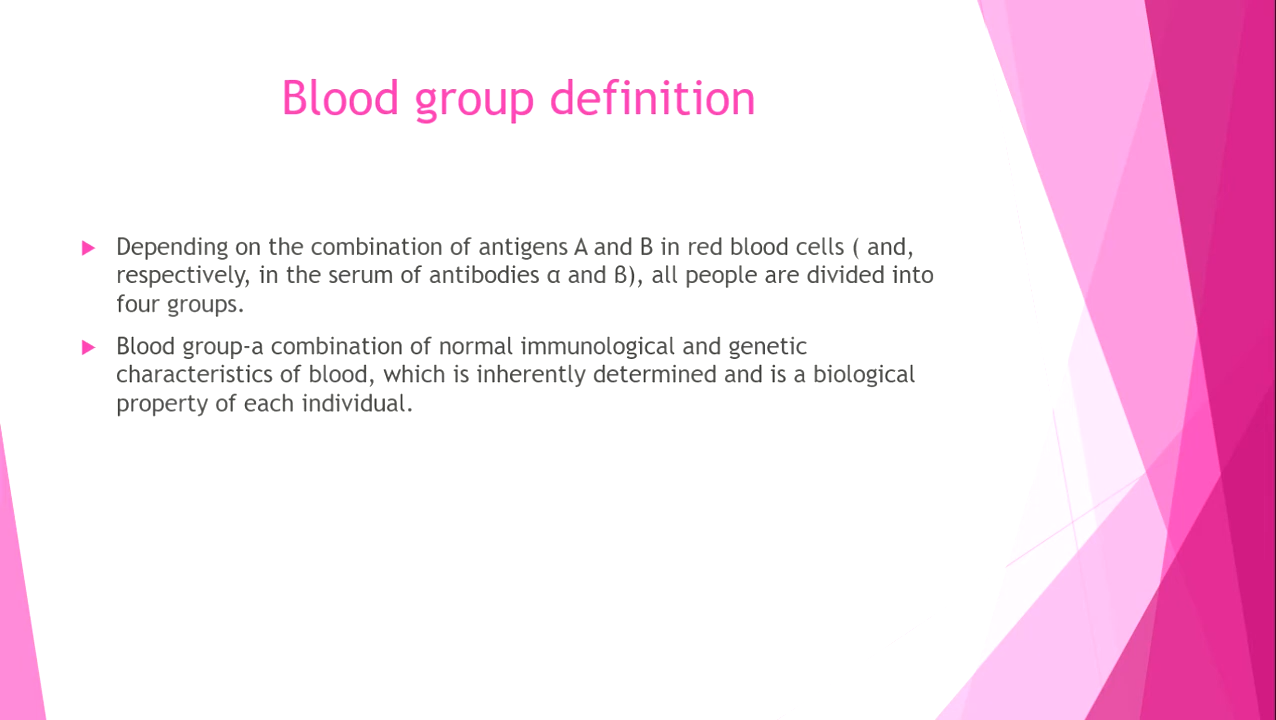 Blood group definition
Depending on the combination of antigens A and B in red blood cells ( and,
respectively, in the serum of antibodies α and β), all people are divided into
four groups.
Blood group-a combination of normal immunological and genetic
characteristics of blood, which is inherently determined and is a biological
property of each individual.